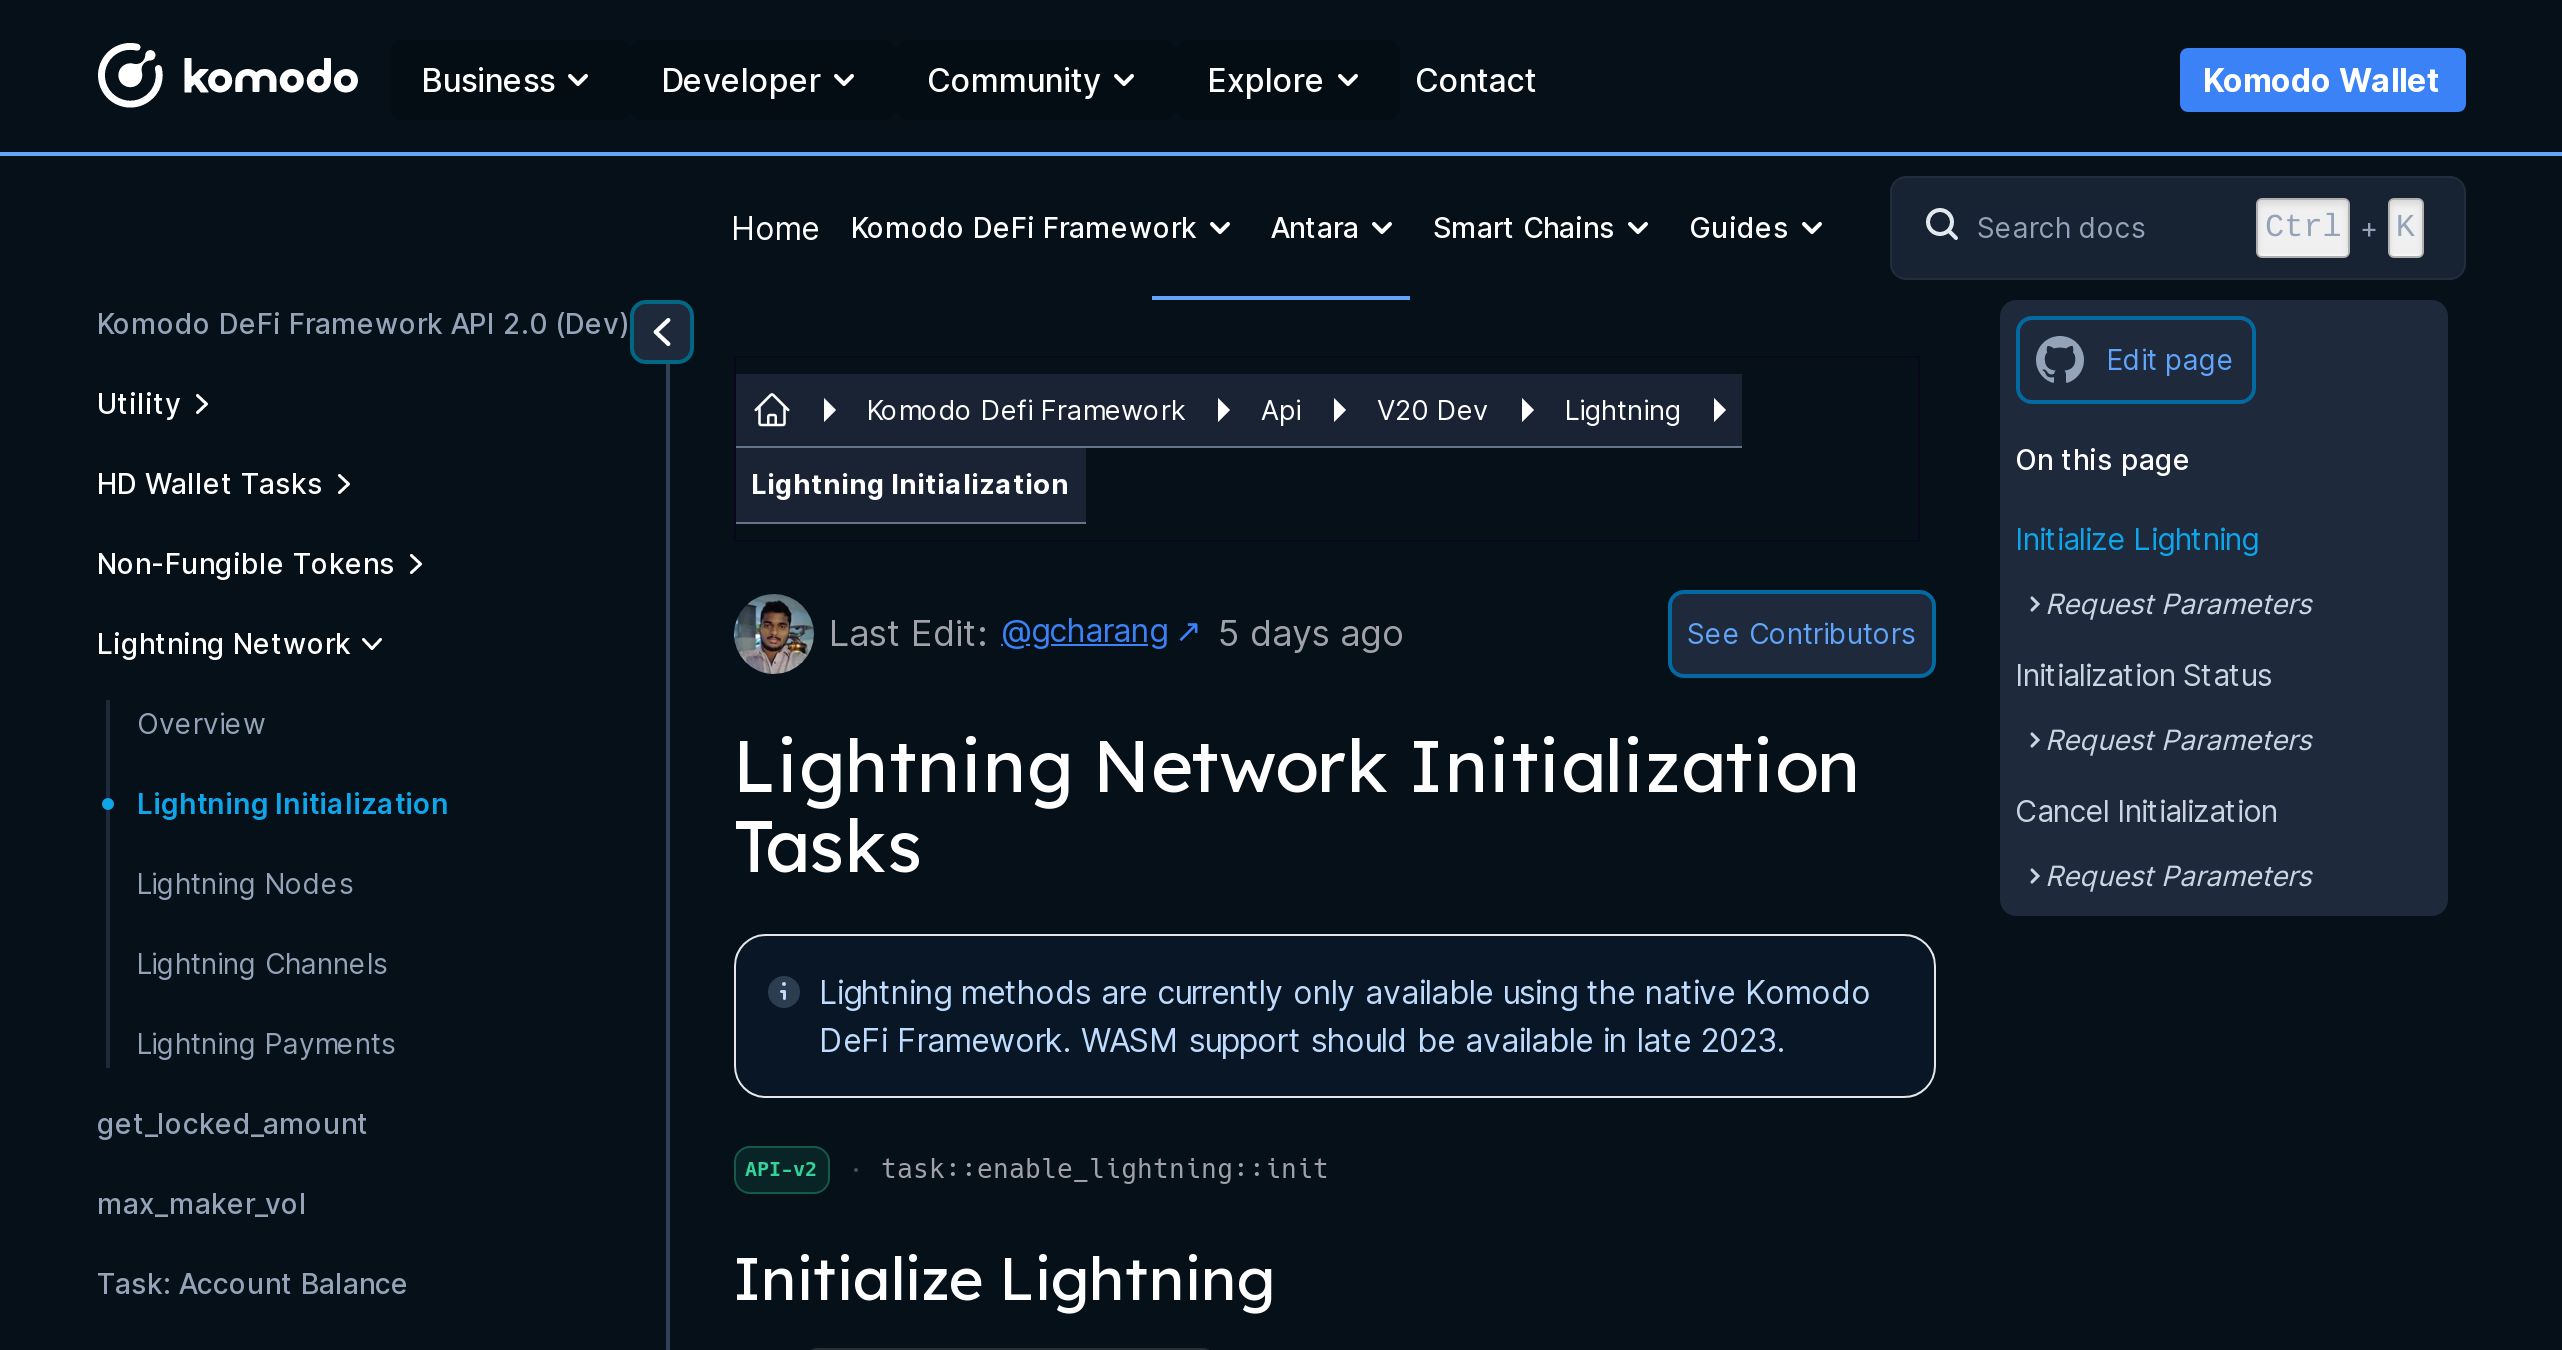 komodo
Business
Developer
Community
Explore
Contact
Komodo Wallet
Home
Komodo DeFi Framework
Antara
Smart Chains
Guides
Search docs
Ctrl + K
Komodo DeFi Framework API 2.0 (Dev)
Utility
HD Wallet Tasks
Non-Fungible Tokens
Lightning Network
Overview
Lightning Initialization
Lightning Nodes
Lightning Channels
Lightning Payments
get_locked_amount
max_maker_vol
Task: Account Balance
Komodo Defi Framework
Api
V20 Dev
Lightning
Lightning Initialization
Last Edit: @gcharang ↗ 5 days ago
See Contributors
Lightning Network Initialization
Tasks
Lightning methods are currently only available using the native Komodo
DeFi Framework. WASM support should be available in late 2023.
API-v2 · task::enable_lightning::init
Initialize Lightning
Edit page
On this page
Initialize Lightning
Request Parameters
Initialization Status
Request Parameters
Cancel Initialization
Request Parameters